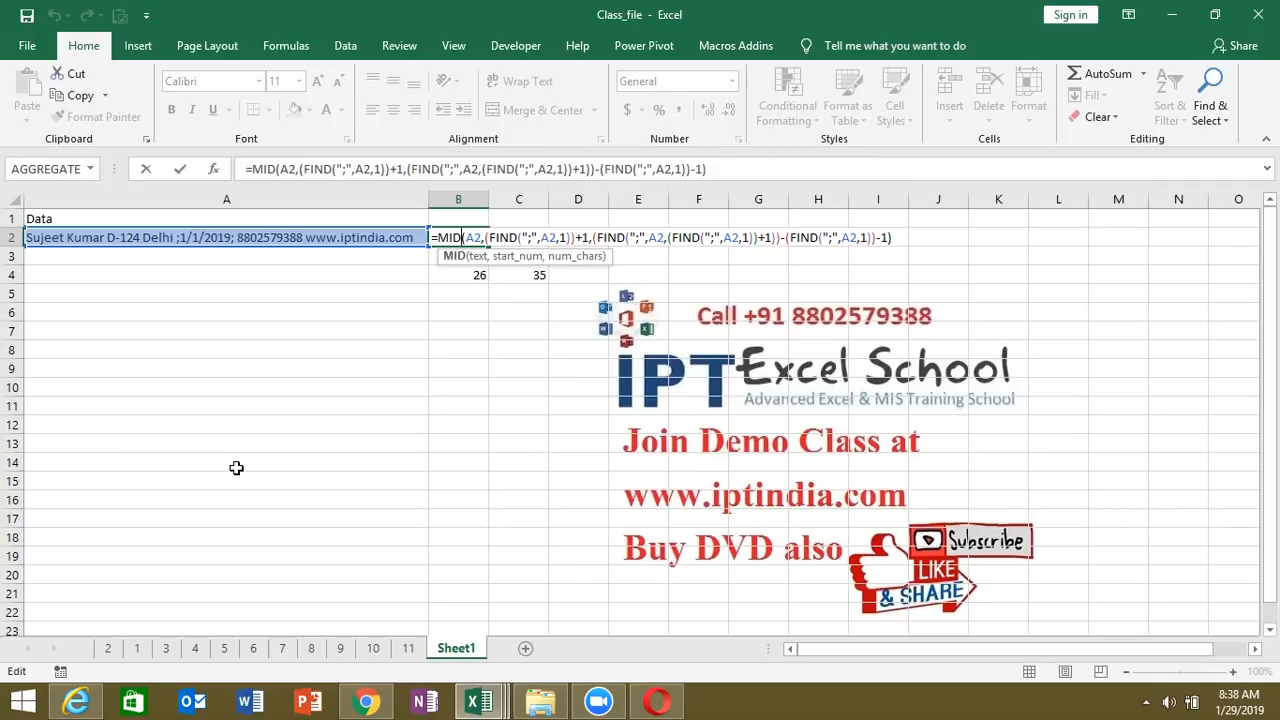 Class_file - Excel
Sign in
File Home Insert Page Layout Formulas Data Review View Developer Help Power Pivot Macros Addins Tell me what you want to do Share
Paste Cut Copy Format Painter
Calibri 11
B I U
Wrap Text
Merge & Center
General
$ % ,
Conditional Formatting Format as Table Cell Styles
Insert Delete Format
AutoSum Fill Clear
Sort & Filter Find & Select
Clipboard Font Alignment Number Styles Cells Editing
AGGREGATE =MID(A2,(FIND(";",A2,1))+1,(FIND(";",A2,(FIND(";",A2,1))+1))-(FIND(";",A2,1))-1)
A B C D E F G H I J K L M N O
1 Data
2 Sujeet Kumar D-124 Delhi ;1/1/2019; 8802579388 www.iptindia.com =MID(A2,(FIND(";",A2,1))+1,(FIND(";",A2,(FIND(";",A2,1))+1))-(FIND(";",A2,1))-1)
3 MID(text, start_num, num_chars)
4 26 35
5
6 Call +91 8802579388
7
8
9 IPT Excel School
10 Advanced Excel & MIS Training School
11
12 Join Demo Class at
13
14
15 www.iptindia.com
16
17
18 Buy DVD also Subscribe
19
20 LIKE
21 & SHARE
22
23
2 1 3 4 5 6 7 8 9 10 11 Sheet1
Edit 100%
8:38 AM
1/29/2019